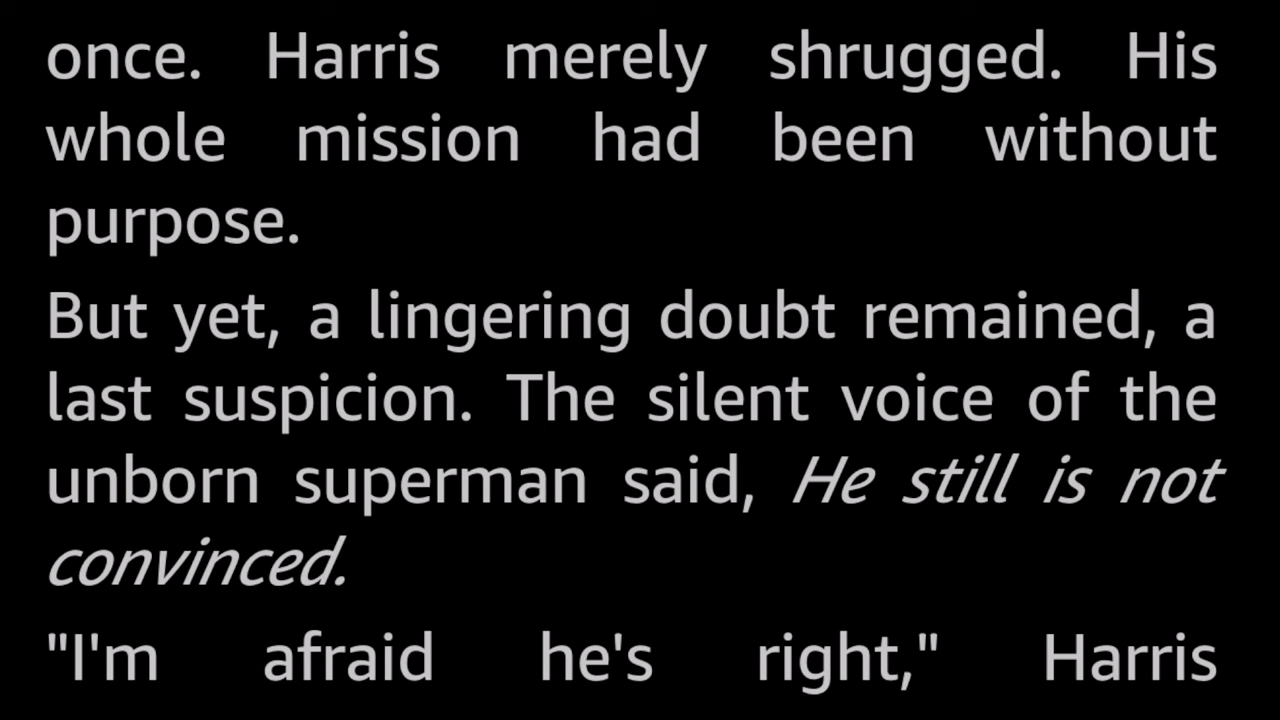 once. Harris merely shrugged. His
whole mission had been without
purpose.
But yet, a lingering doubt remained, a
last suspicion. The silent voice of the
unborn superman said, He still is not
convinced.
"I'm afraid he's right," Harris